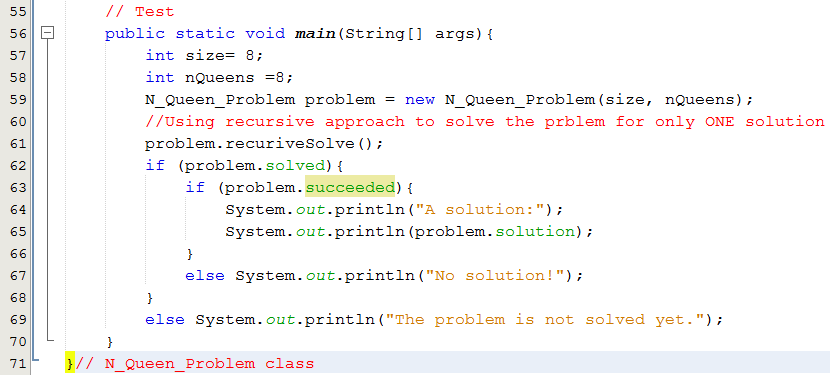 55 // Test
56 public static void main(String[] args){
57 int size= 8;
58 int nQueens =8;
59 N_Queen_Problem problem = new N_Queen_Problem(size, nQueens);
60 //Using recursive approach to solve the prblem for only ONE solution
61 problem.recuriveSolve();
62 if (problem.solved){
63 if (problem.succeeded){
64 System.out.println("A solution:");
65 System.out.println(problem.solution);
66 }
67 else System.out.println("No solution!");
68 }
69 else System.out.println("The problem is not solved yet.");
70 }
71 }// N_Queen_Problem class